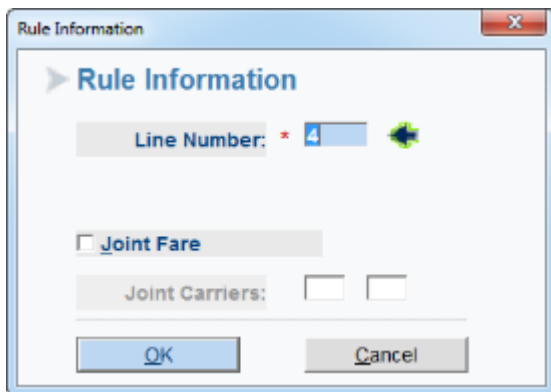 Rule Information
Rule Information
Line Number: * 4
Joint Fare
Joint Carriers:
OK Cancel